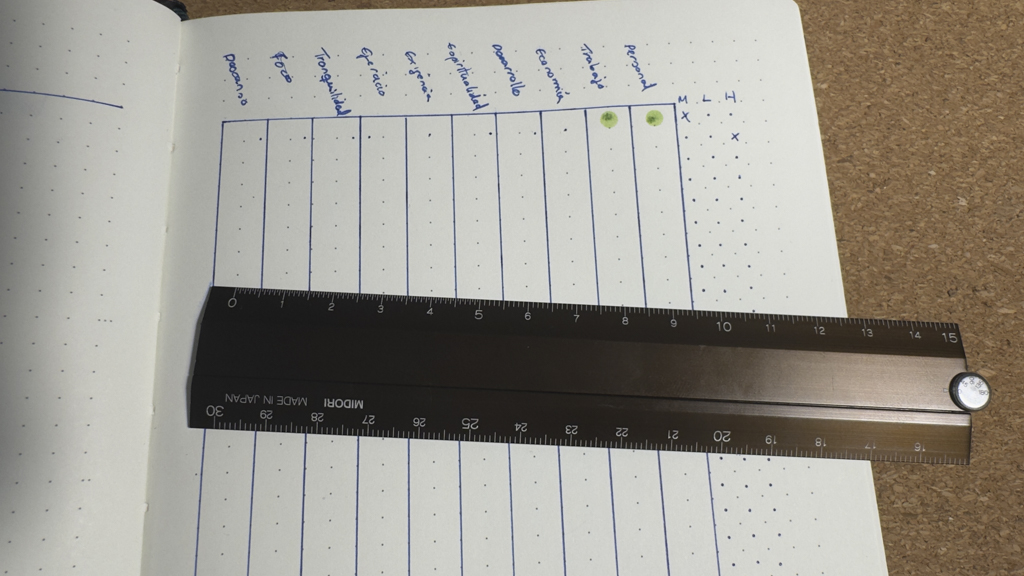 Descanso
Foco
Tranquilidad
Ejercicio
Energía
Espiritualidad
Desarrollo
Economía
Trabajo
Personal
M L I
x
x
0 1 2 3 4 5 6 7 8 9 10 11 12 13 14 15
16 17 18 19 20 21 22 23 24 25 26 27 28 29 30
MIDORI MADE IN JAPAN